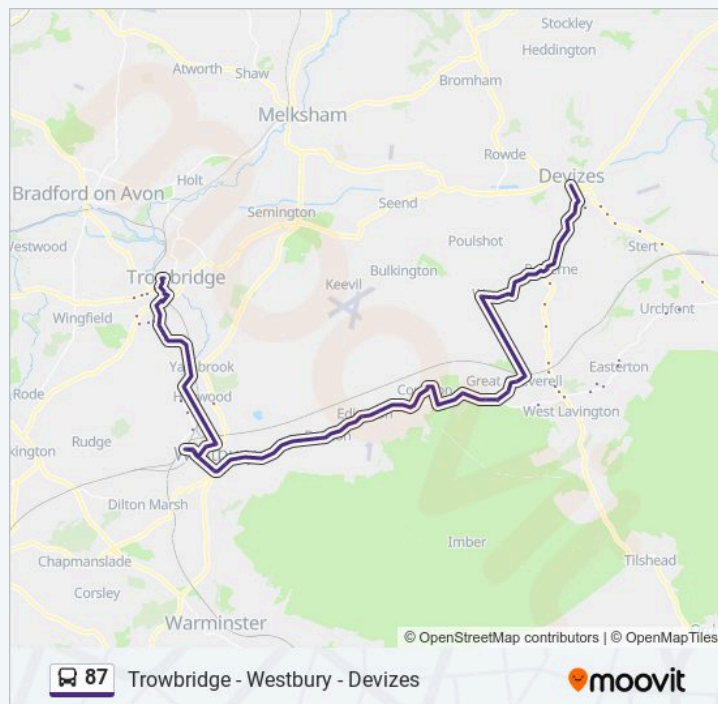 Stockley
Heddington
Atworth
Shaw
Bromham
Melksham
Rowde
Devizes
Holt
Bradford on Avon
Semington
Seend
Westwood
Poulshot
Stert
Trowbridge
Bulkington
Keevil
Urchfont
Wingfield
Easterton
Great
verell
Rode
West Lavington
Rudge
kington
Dilton Marsh
Imber
Tilshead
Chapmanslade
Corsley
Warminster
© OpenStreetMap contributors | © OpenMapTiles
87 Trowbridge - Westbury - Devizes
moovit